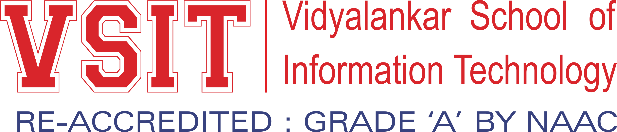 VSIT
Vidyalankar School of
Information Technology
RE-ACCREDITED : GRADE ‘A’ BY NAAC